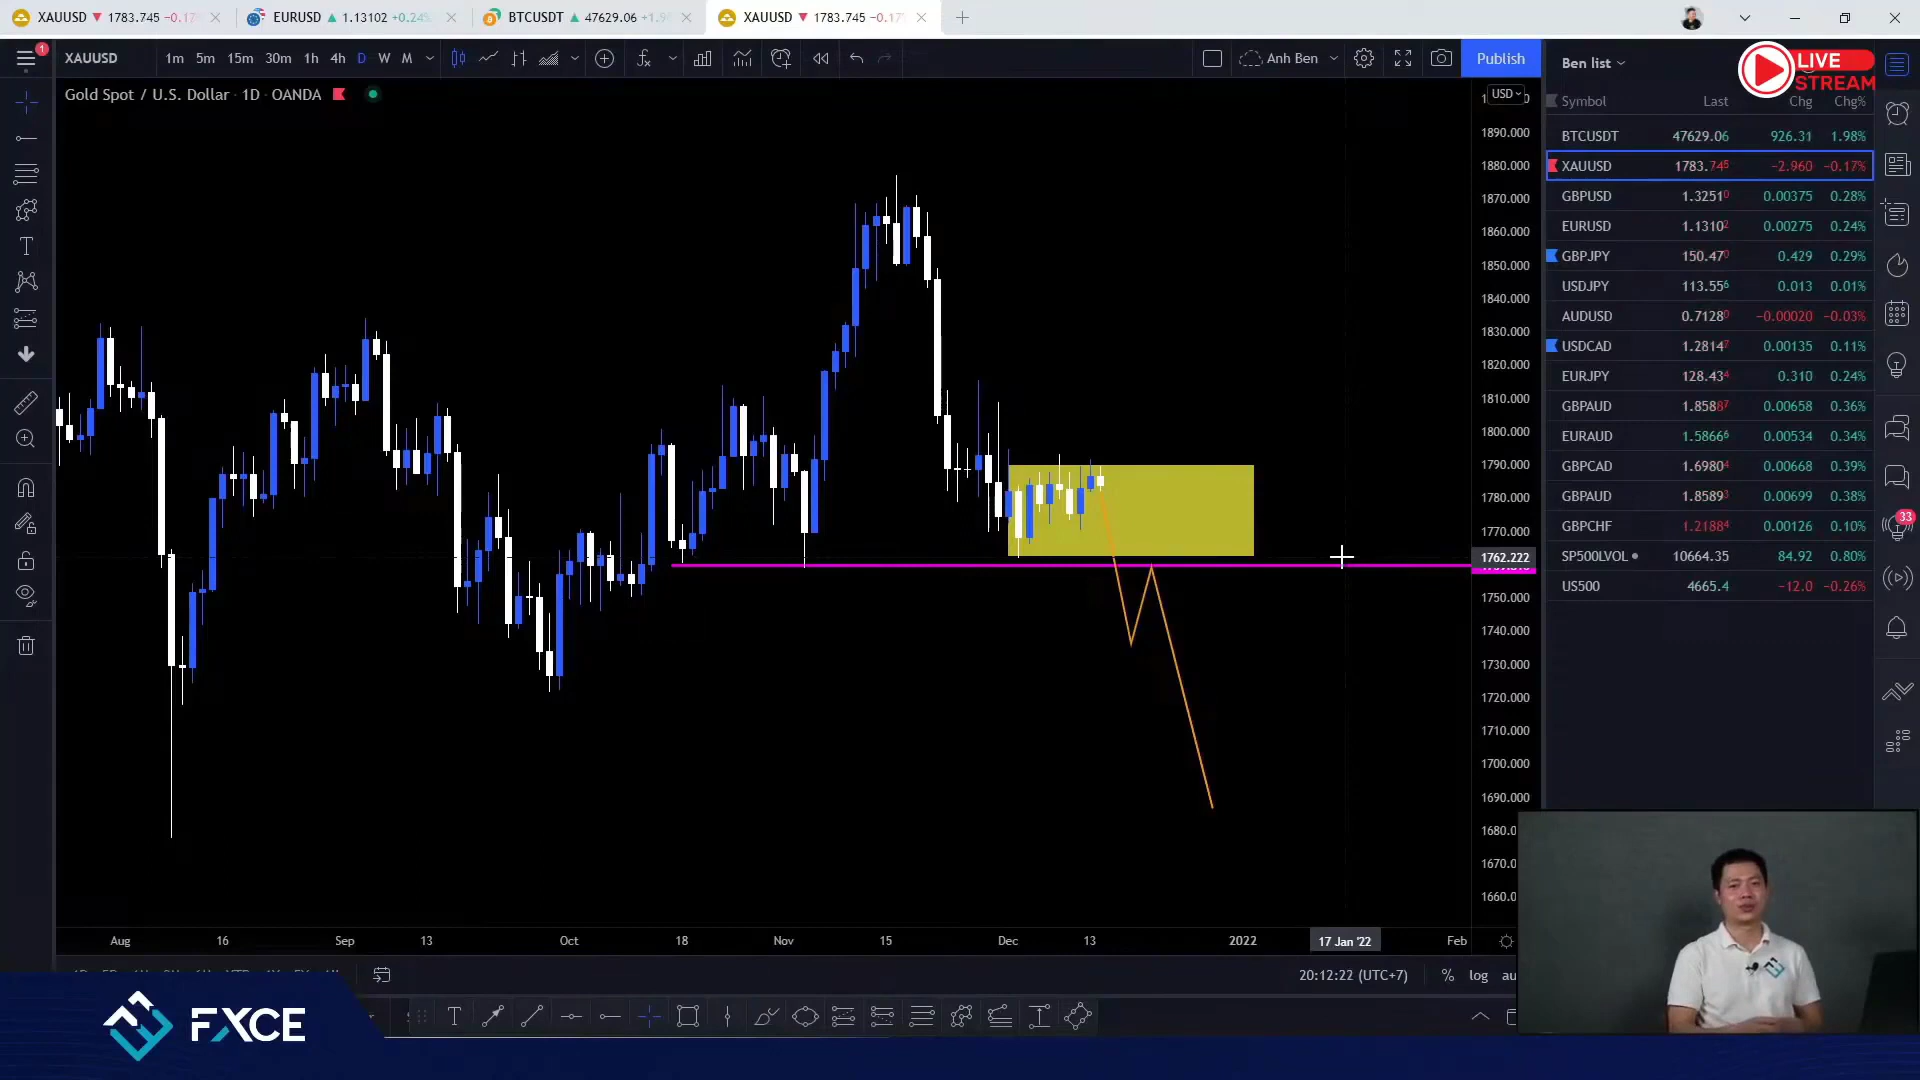 XAUUSD ▼ 1783.745 −0.17
EURUSD ▲ 1.13102 +0.24
BTCUSDT ▲ 47629.06 +1.9
XAUUSD ▼ 1783.745 −0.17
1
XAUUSD 1m 5m 15m 30m 1h 4h D W M
Anh Ben
Publish
Ben list
LIVE
STREAM
Gold Spot / U.S. Dollar · 1D · OANDA
USD
Symbol Last Chg Chg%
BTCUSDT 47629.06 926.31 1.98%
XAUUSD 1783.745 −2.960 −0.17%
GBPUSD 1.32510 0.00375 0.28%
EURUSD 1.13102 0.00275 0.24%
GBPJPY 150.470 0.429 0.29%
USDJPY 113.556 0.013 0.01%
AUDUSD 0.71280 −0.00020 −0.03%
USDCAD 1.28147 0.00135 0.11%
EURJPY 128.434 0.310 0.24%
GBPAUD 1.85887 0.00658 0.36%
EURAUD 1.58666 0.00534 0.34%
GBPCAD 1.69804 0.00668 0.39%
GBPAUD 1.85893 0.00699 0.38%
GBPCHF 1.21884 0.00126 0.10%
SP500LVOL 10664.35 84.92 0.80%
US500 4665.4 −12.0 −0.26%
33
1890.000
1880.000
1870.000
1860.000
1850.000
1840.000
1830.000
1820.000
1810.000
1800.000
1790.000
1780.000
1770.000
1762.222
1750.000
1740.000
1730.000
1720.000
1710.000
1700.000
1690.000
1680.0
1670.0
1660.0
Aug 16 Sep 13 Oct 18 Nov 15 Dec 13 2022 17 Jan '22 Feb
20:12:22 (UTC+7) % log au
FXCE